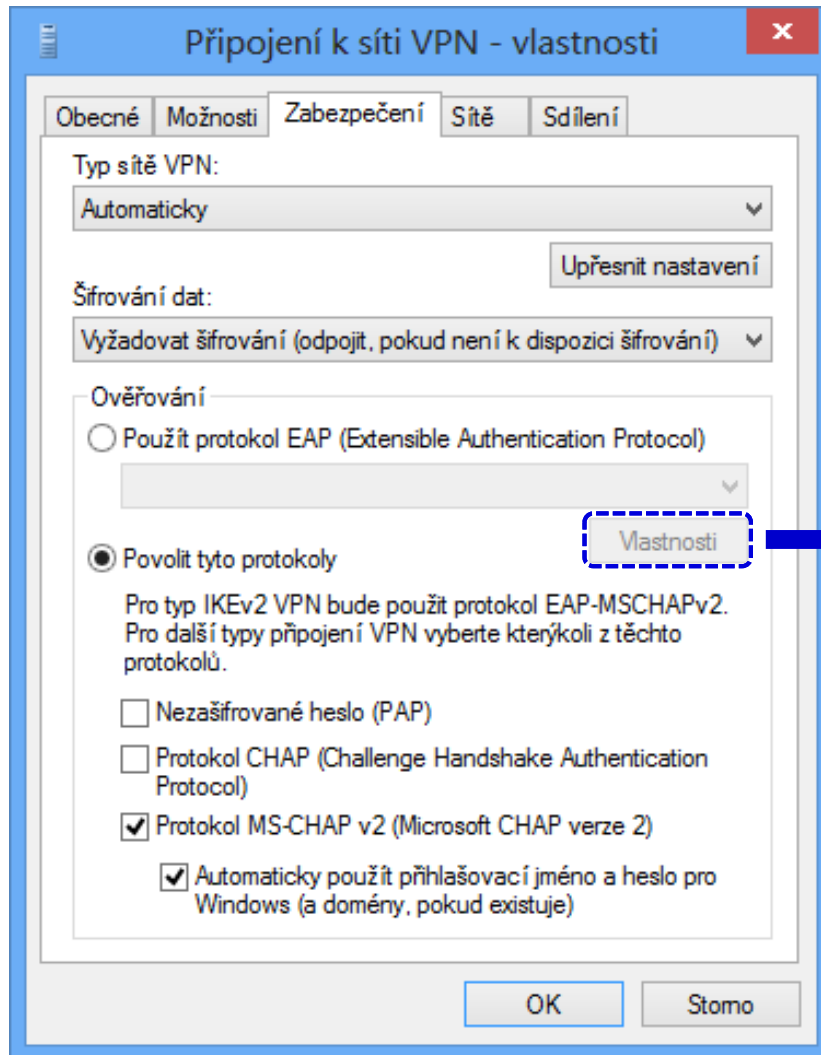 Připojení k síti VPN - vlastnosti
Obecné Možnosti Zabezpečení Sítě Sdílení
Typ sítě VPN:
Automaticky
Upřesnit nastavení
Šifrování dat:
Vyžadovat šifrování (odpojit, pokud není k dispozici šifrování)
Ověřování
Použít protokol EAP (Extensible Authentication Protocol)
Vlastnosti
Povolit tyto protokoly
Pro typ IKEv2 VPN bude použit protokol EAP-MSCHAPv2.
Pro další typy připojení VPN vyberte kterýkoli z těchto
protokolů.
Nezašifrované heslo (PAP)
Protokol CHAP (Challenge Handshake Authentication
Protocol)
Protokol MS-CHAP v2 (Microsoft CHAP verze 2)
Automaticky použít přihlašovací jméno a heslo pro
Windows (a domény, pokud existuje)
OK Storno